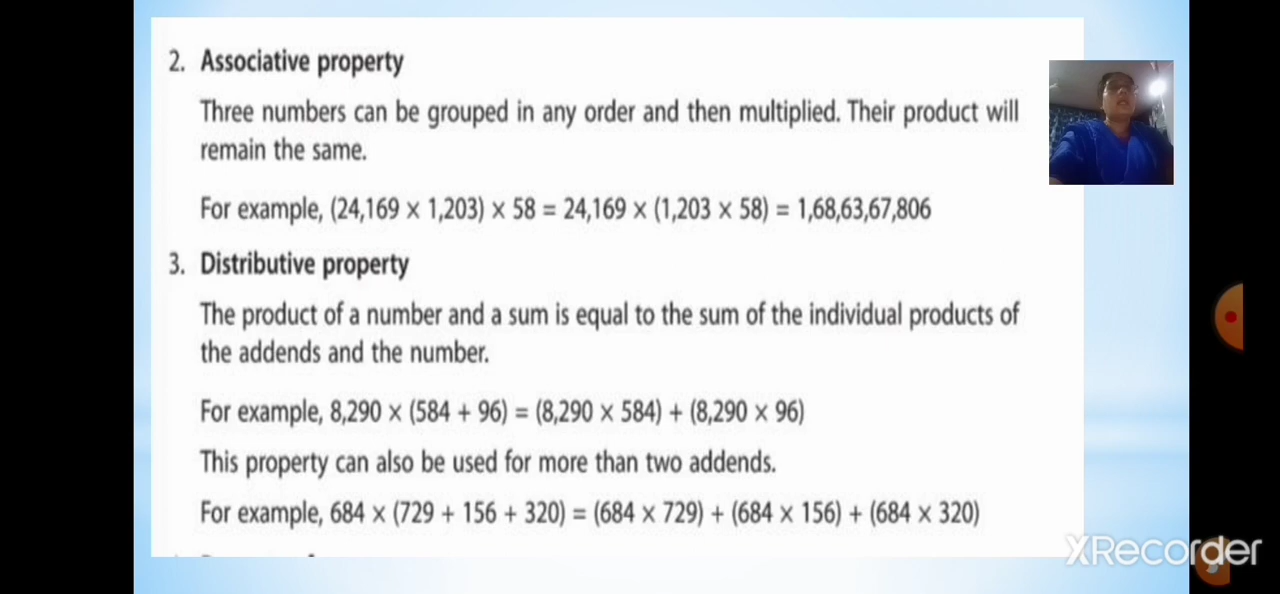 2. Associative property
Three numbers can be grouped in any order and then multiplied. Their product will
remain the same.
For example, (24,169 × 1,203) × 58 = 24,169 × (1,203 × 58) = 1,68,63,67,806
3. Distributive property
The product of a number and a sum is equal to the sum of the individual products of
the addends and the number.
For example, 8,290 × (584 + 96) = (8,290 × 584) + (8,290 × 96)
This property can also be used for more than two addends.
For example, 684 × (729 + 156 + 320) = (684 × 729) + (684 × 156) + (684 × 320)
XRecorder